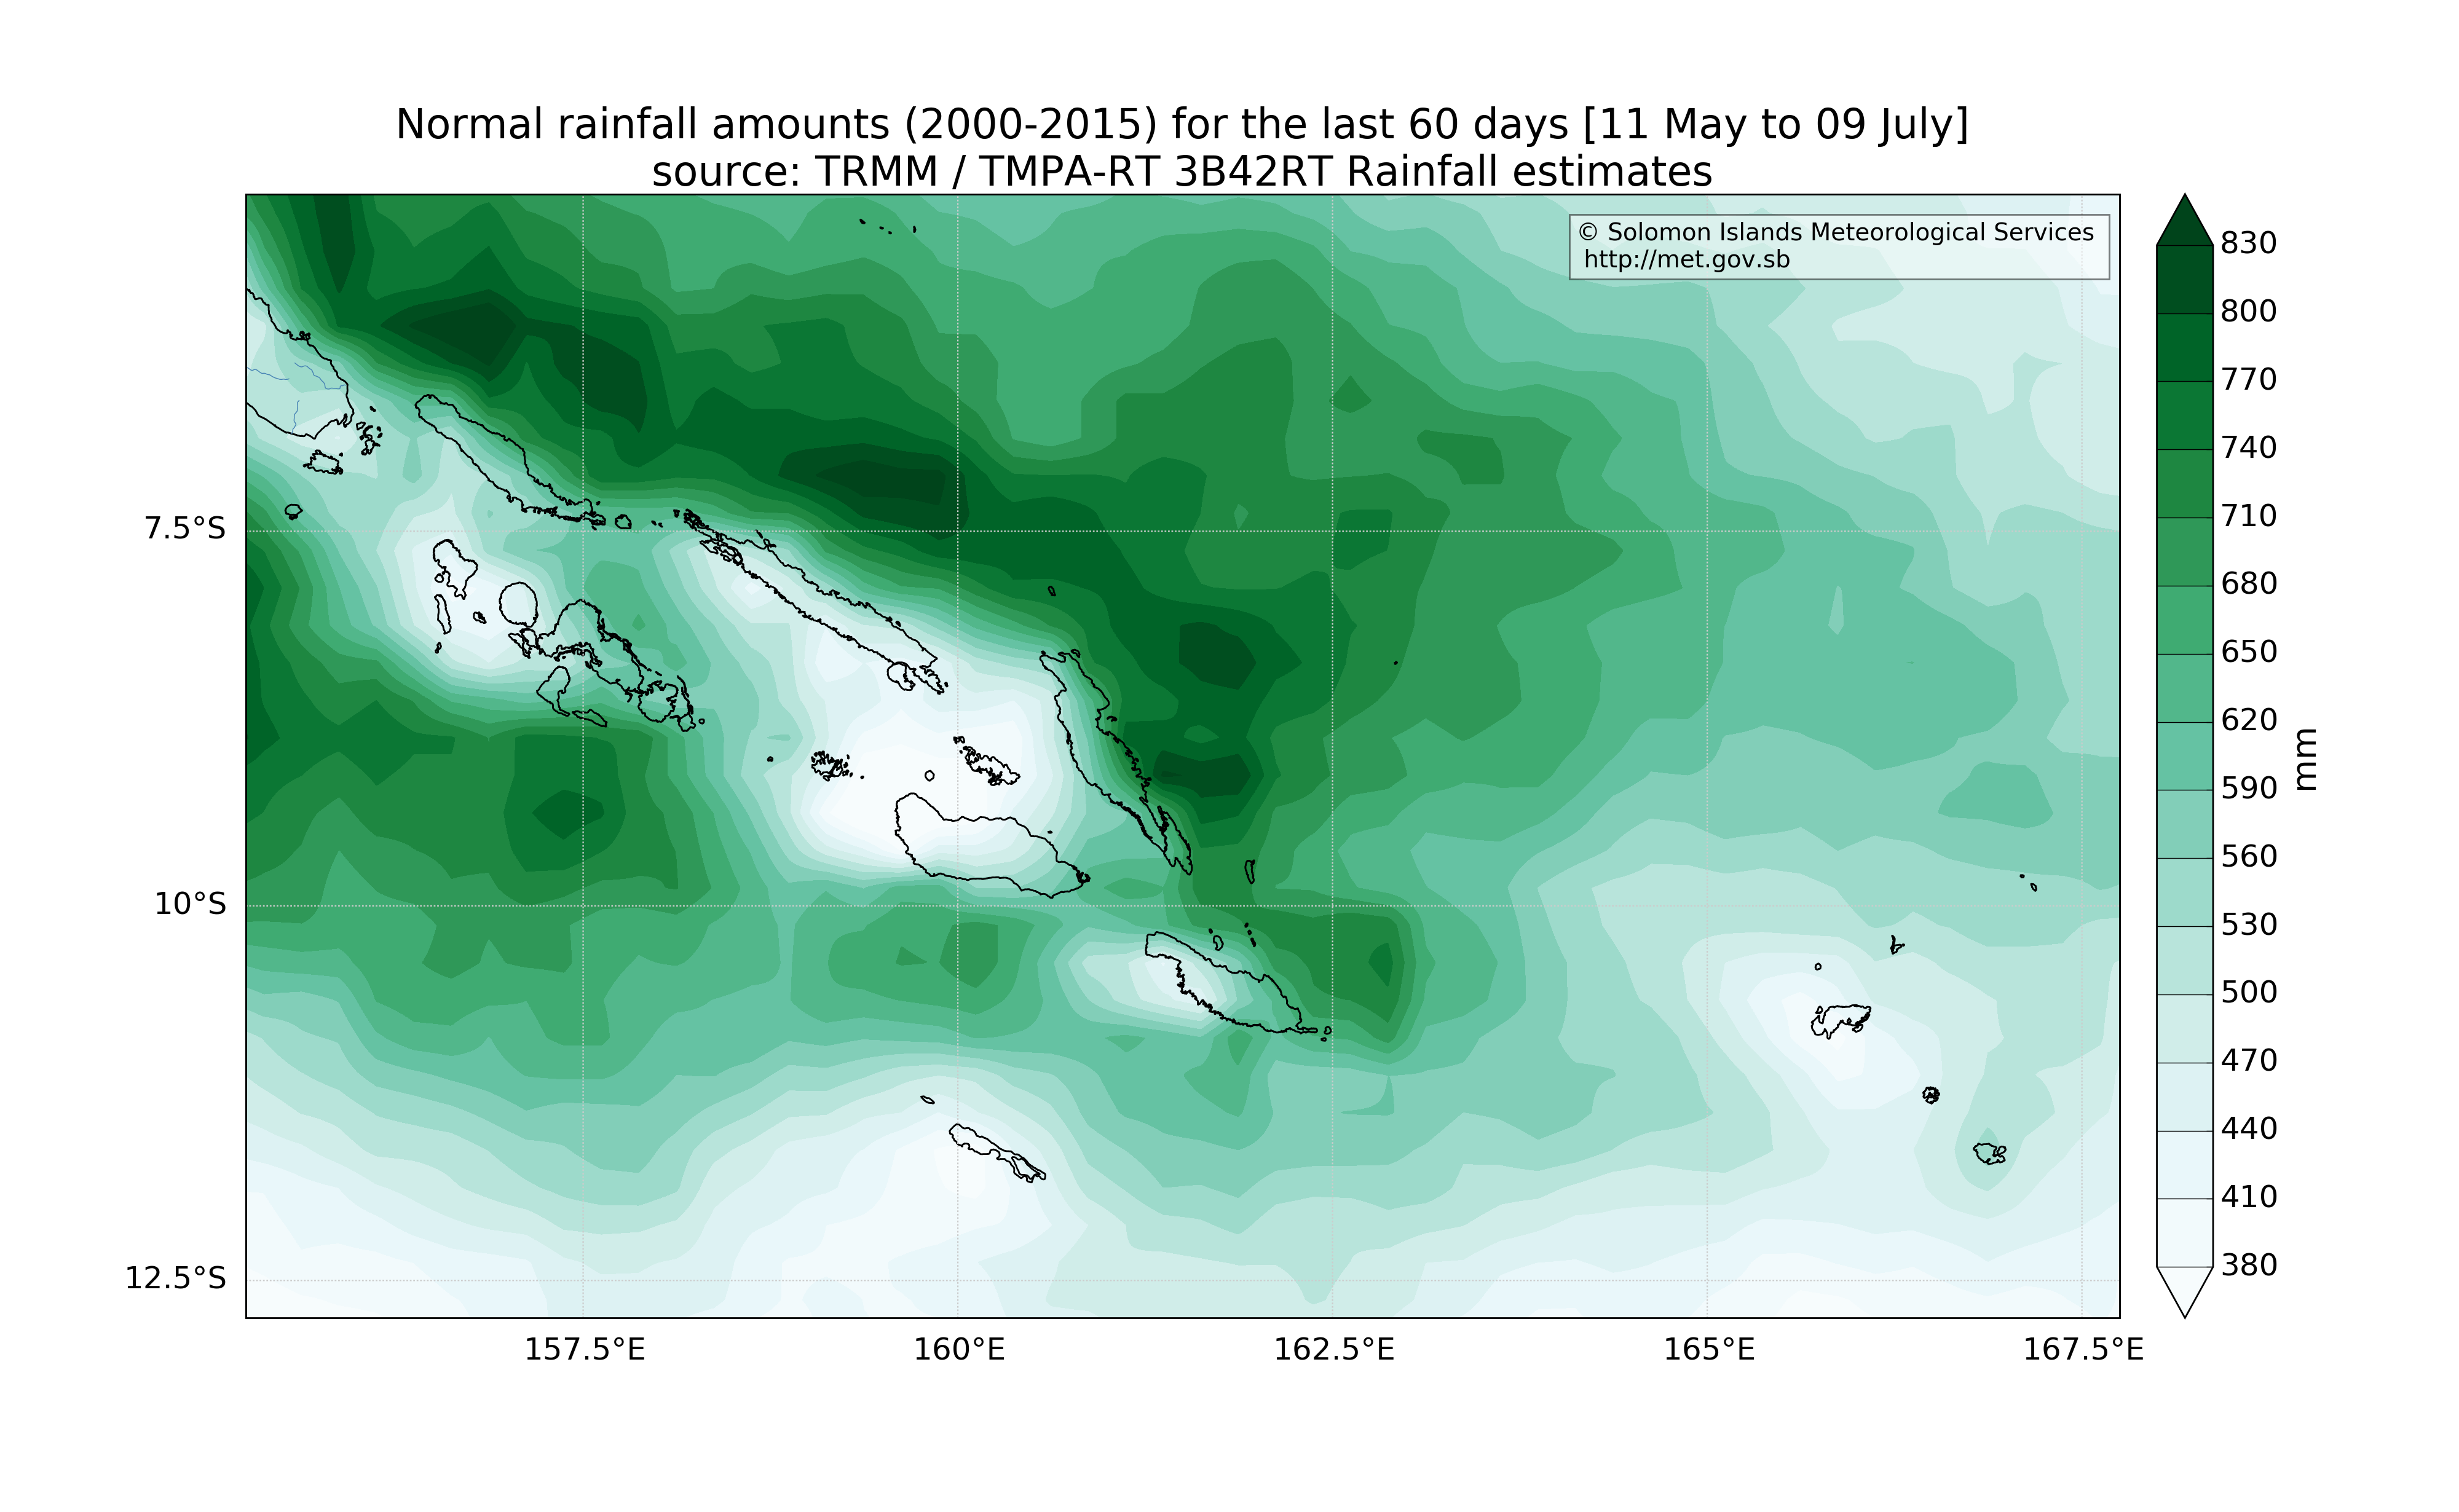 Normal rainfall amounts (2000-2015) for the last 60 days [11 May to 09 July]
source: TRMM / TMPA-RT 3B42RT Rainfall estimates
© Solomon Islands Meteorological Services
http://met.gov.sb
7.5°S
10°S
12.5°S
157.5°E
160°E
162.5°E
165°E
167.5°E
830
800
770
740
710
680
650
620
590
560
530
500
470
440
410
380
mm